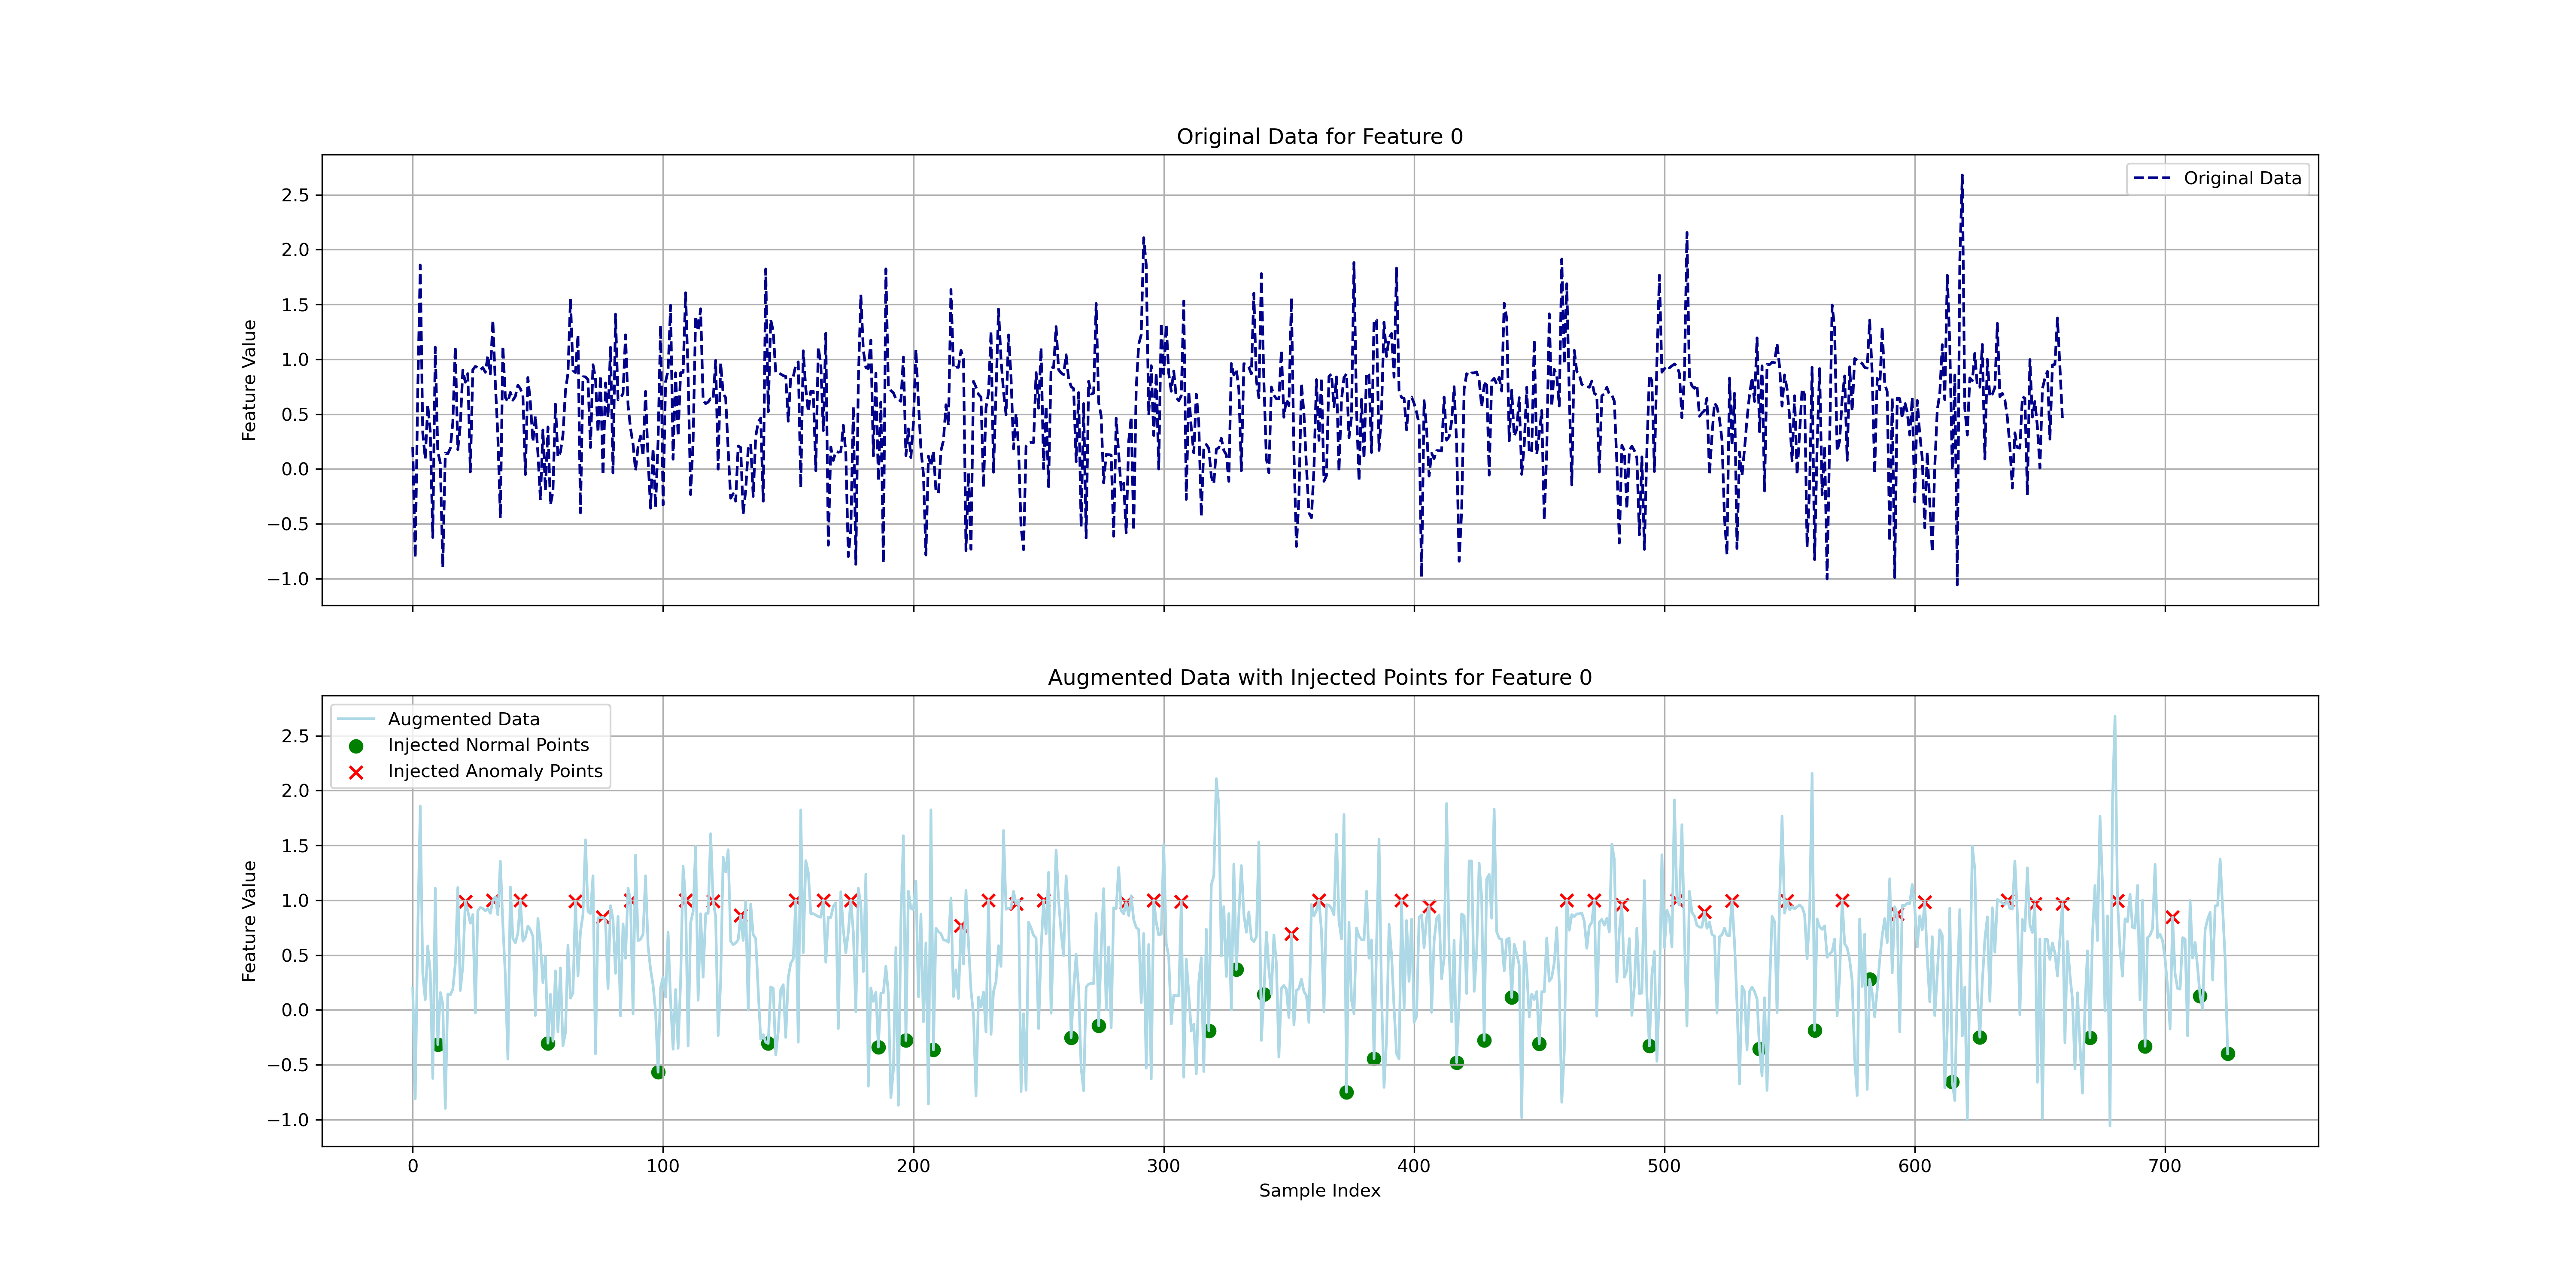 Original Data for Feature 0
Original Data
2.5
2.0
1.5
1.0
0.5
0.0
−0.5
−1.0
Feature Value
Augmented Data with Injected Points for Feature 0
Augmented Data
Injected Normal Points
Injected Anomaly Points
2.5
2.0
1.5
1.0
0.5
0.0
−0.5
−1.0
Feature Value
0 100 200 300 400 500 600 700
Sample Index